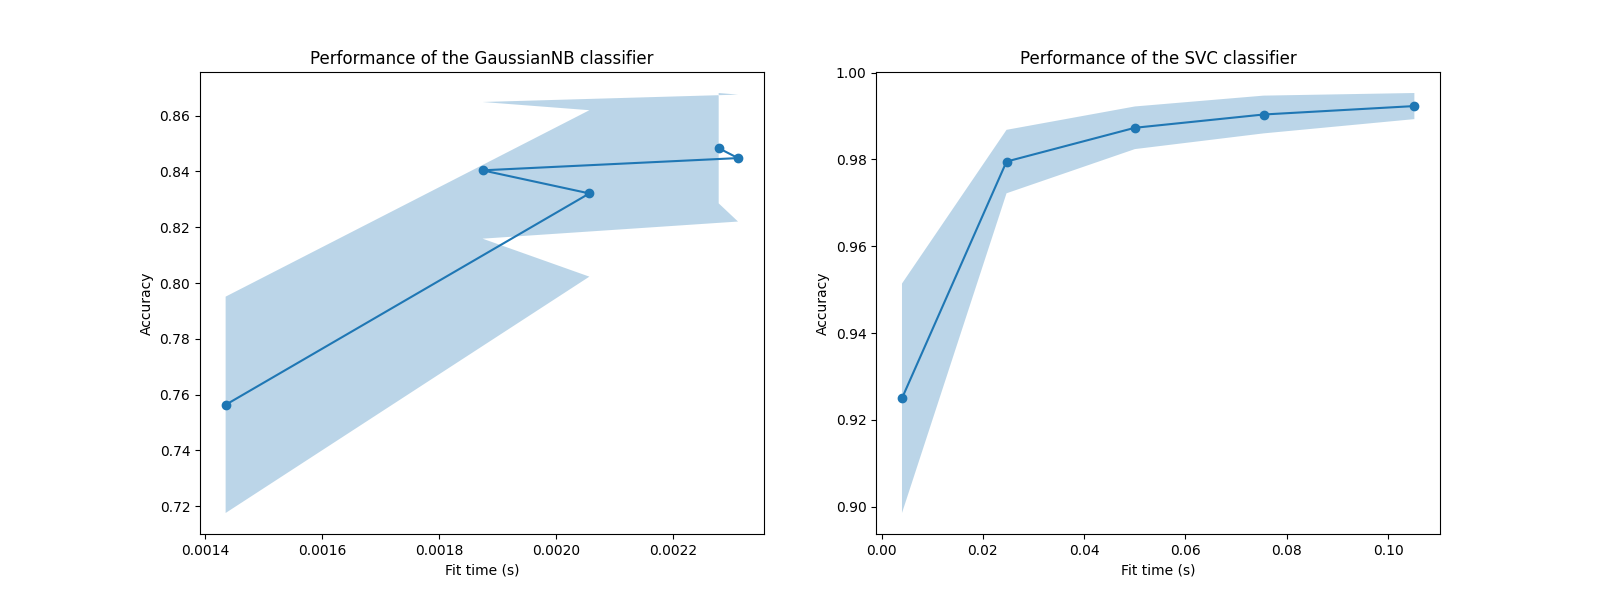 Performance of the GaussianNB classifier
Accuracy
0.86
0.84
0.82
0.80
0.78
0.76
0.74
0.72
0.0014 0.0016 0.0018 0.0020 0.0022
Fit time (s)
Performance of the SVC classifier
Accuracy
1.00
0.98
0.96
0.94
0.92
0.90
0.00 0.02 0.04 0.06 0.08 0.10
Fit time (s)